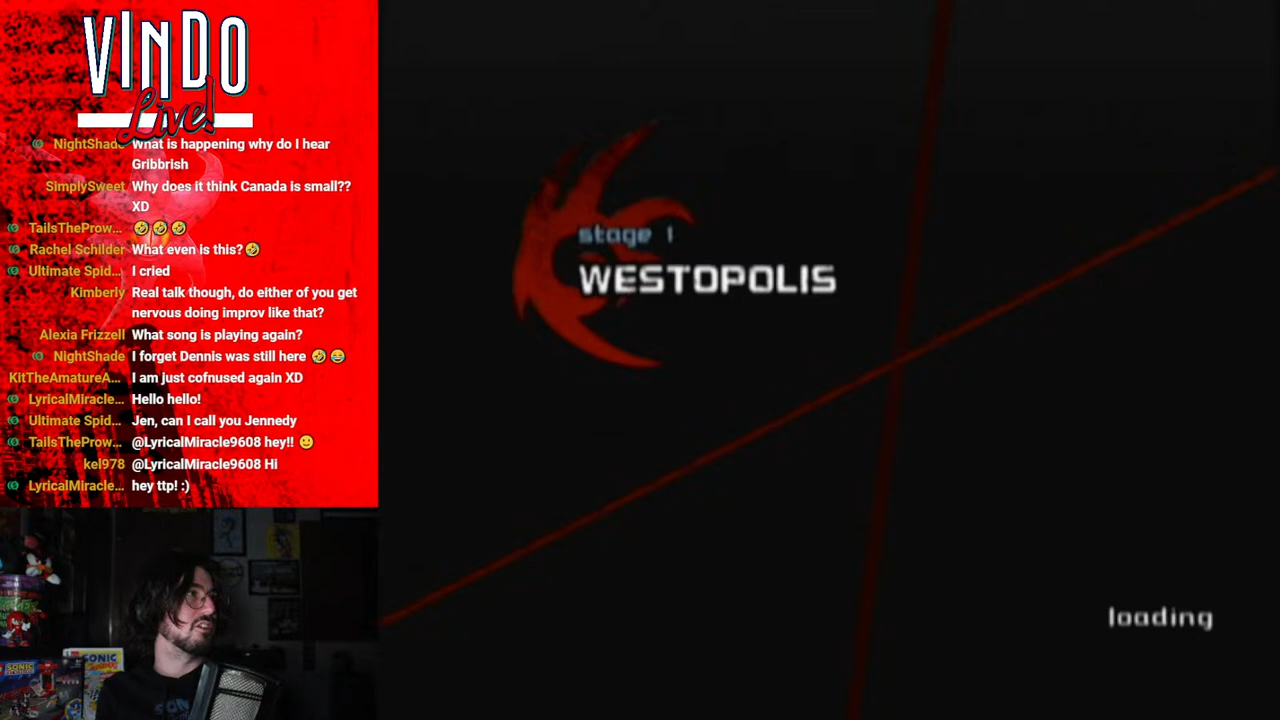 VINDO
Live!
NightShade What is happening why do I hear
Gribbrish
SimplySweet Why does it think Canada is small??
XD
TailsTheProw... 🤣🤣🤣
Rachel Schilder What even is this?🤣
Ultimate Spid... I cried
Kimberly Real talk though, do either of you get
nervous doing improv like that?
Alexia Frizzell What song is playing again?
NightShade I forget Dennis was still here 🤣 😂
KitTheAmatureA... I am just cofnused again XD
LyricalMiracle... Hello hello!
Ultimate Spid... Jen, can I call you Jennedy
TailsTheProw... @LyricalMiracle9608 hey!! 🙂
kel978 @LyricalMiracle9608 Hi
LyricalMiracle... hey ttp! :)
stage 1
WESTOPOLIS
loading
SONIC